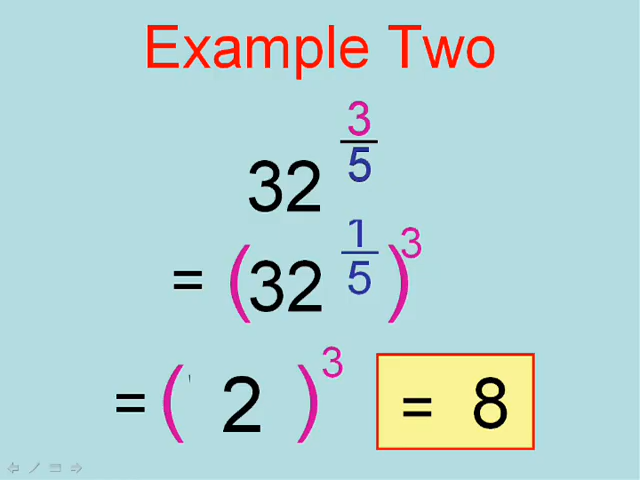 Example Two
32^(3/5)
= (32^(1/5))^3
= (2)^3 = 8